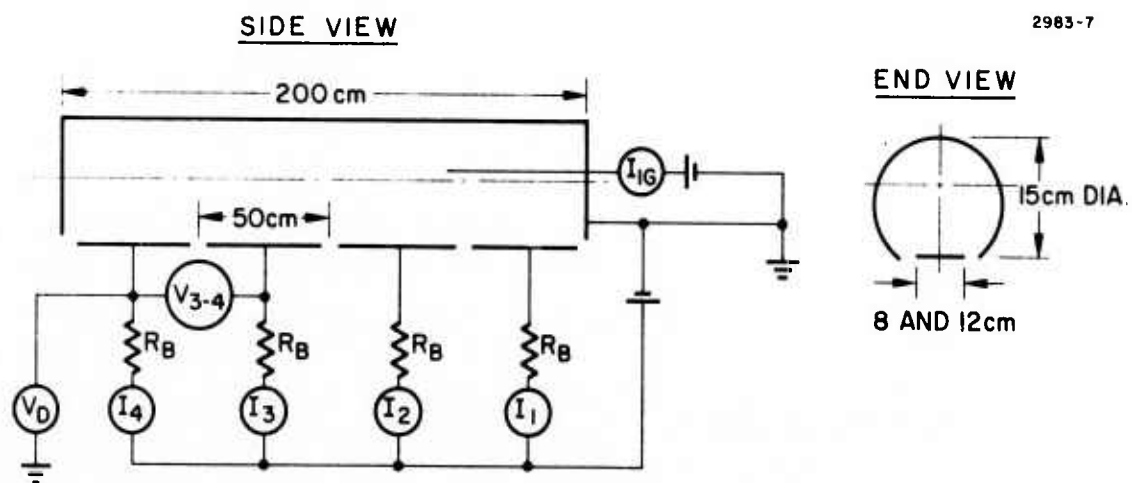 SIDE VIEW
2983-7
END VIEW
200 cm
I1G
15cm DIA.
50cm
V3-4
8 AND 12cm
RB
RB
RB
RB
VD
I4
I3
I2
I1